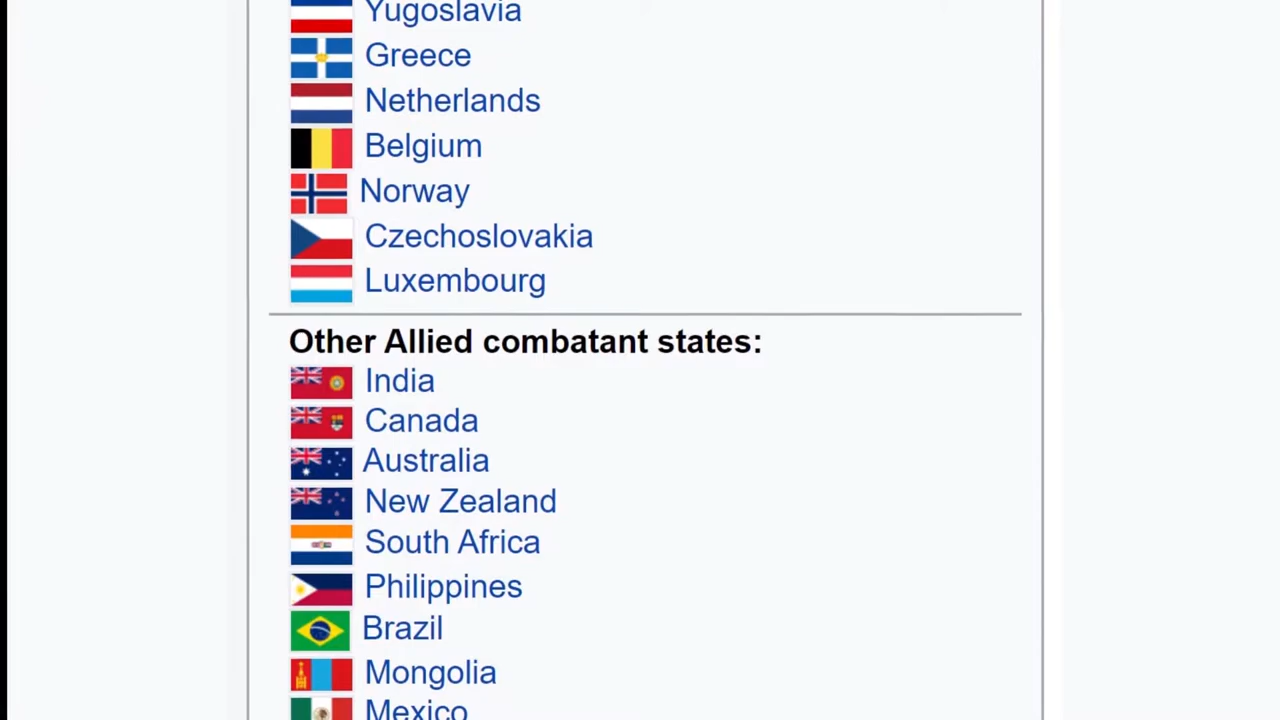 Yugoslavia
Greece
Netherlands
Belgium
Norway
Czechoslovakia
Luxembourg
Other Allied combatant states:
India
Canada
Australia
New Zealand
South Africa
Philippines
Brazil
Mongolia
Mexico